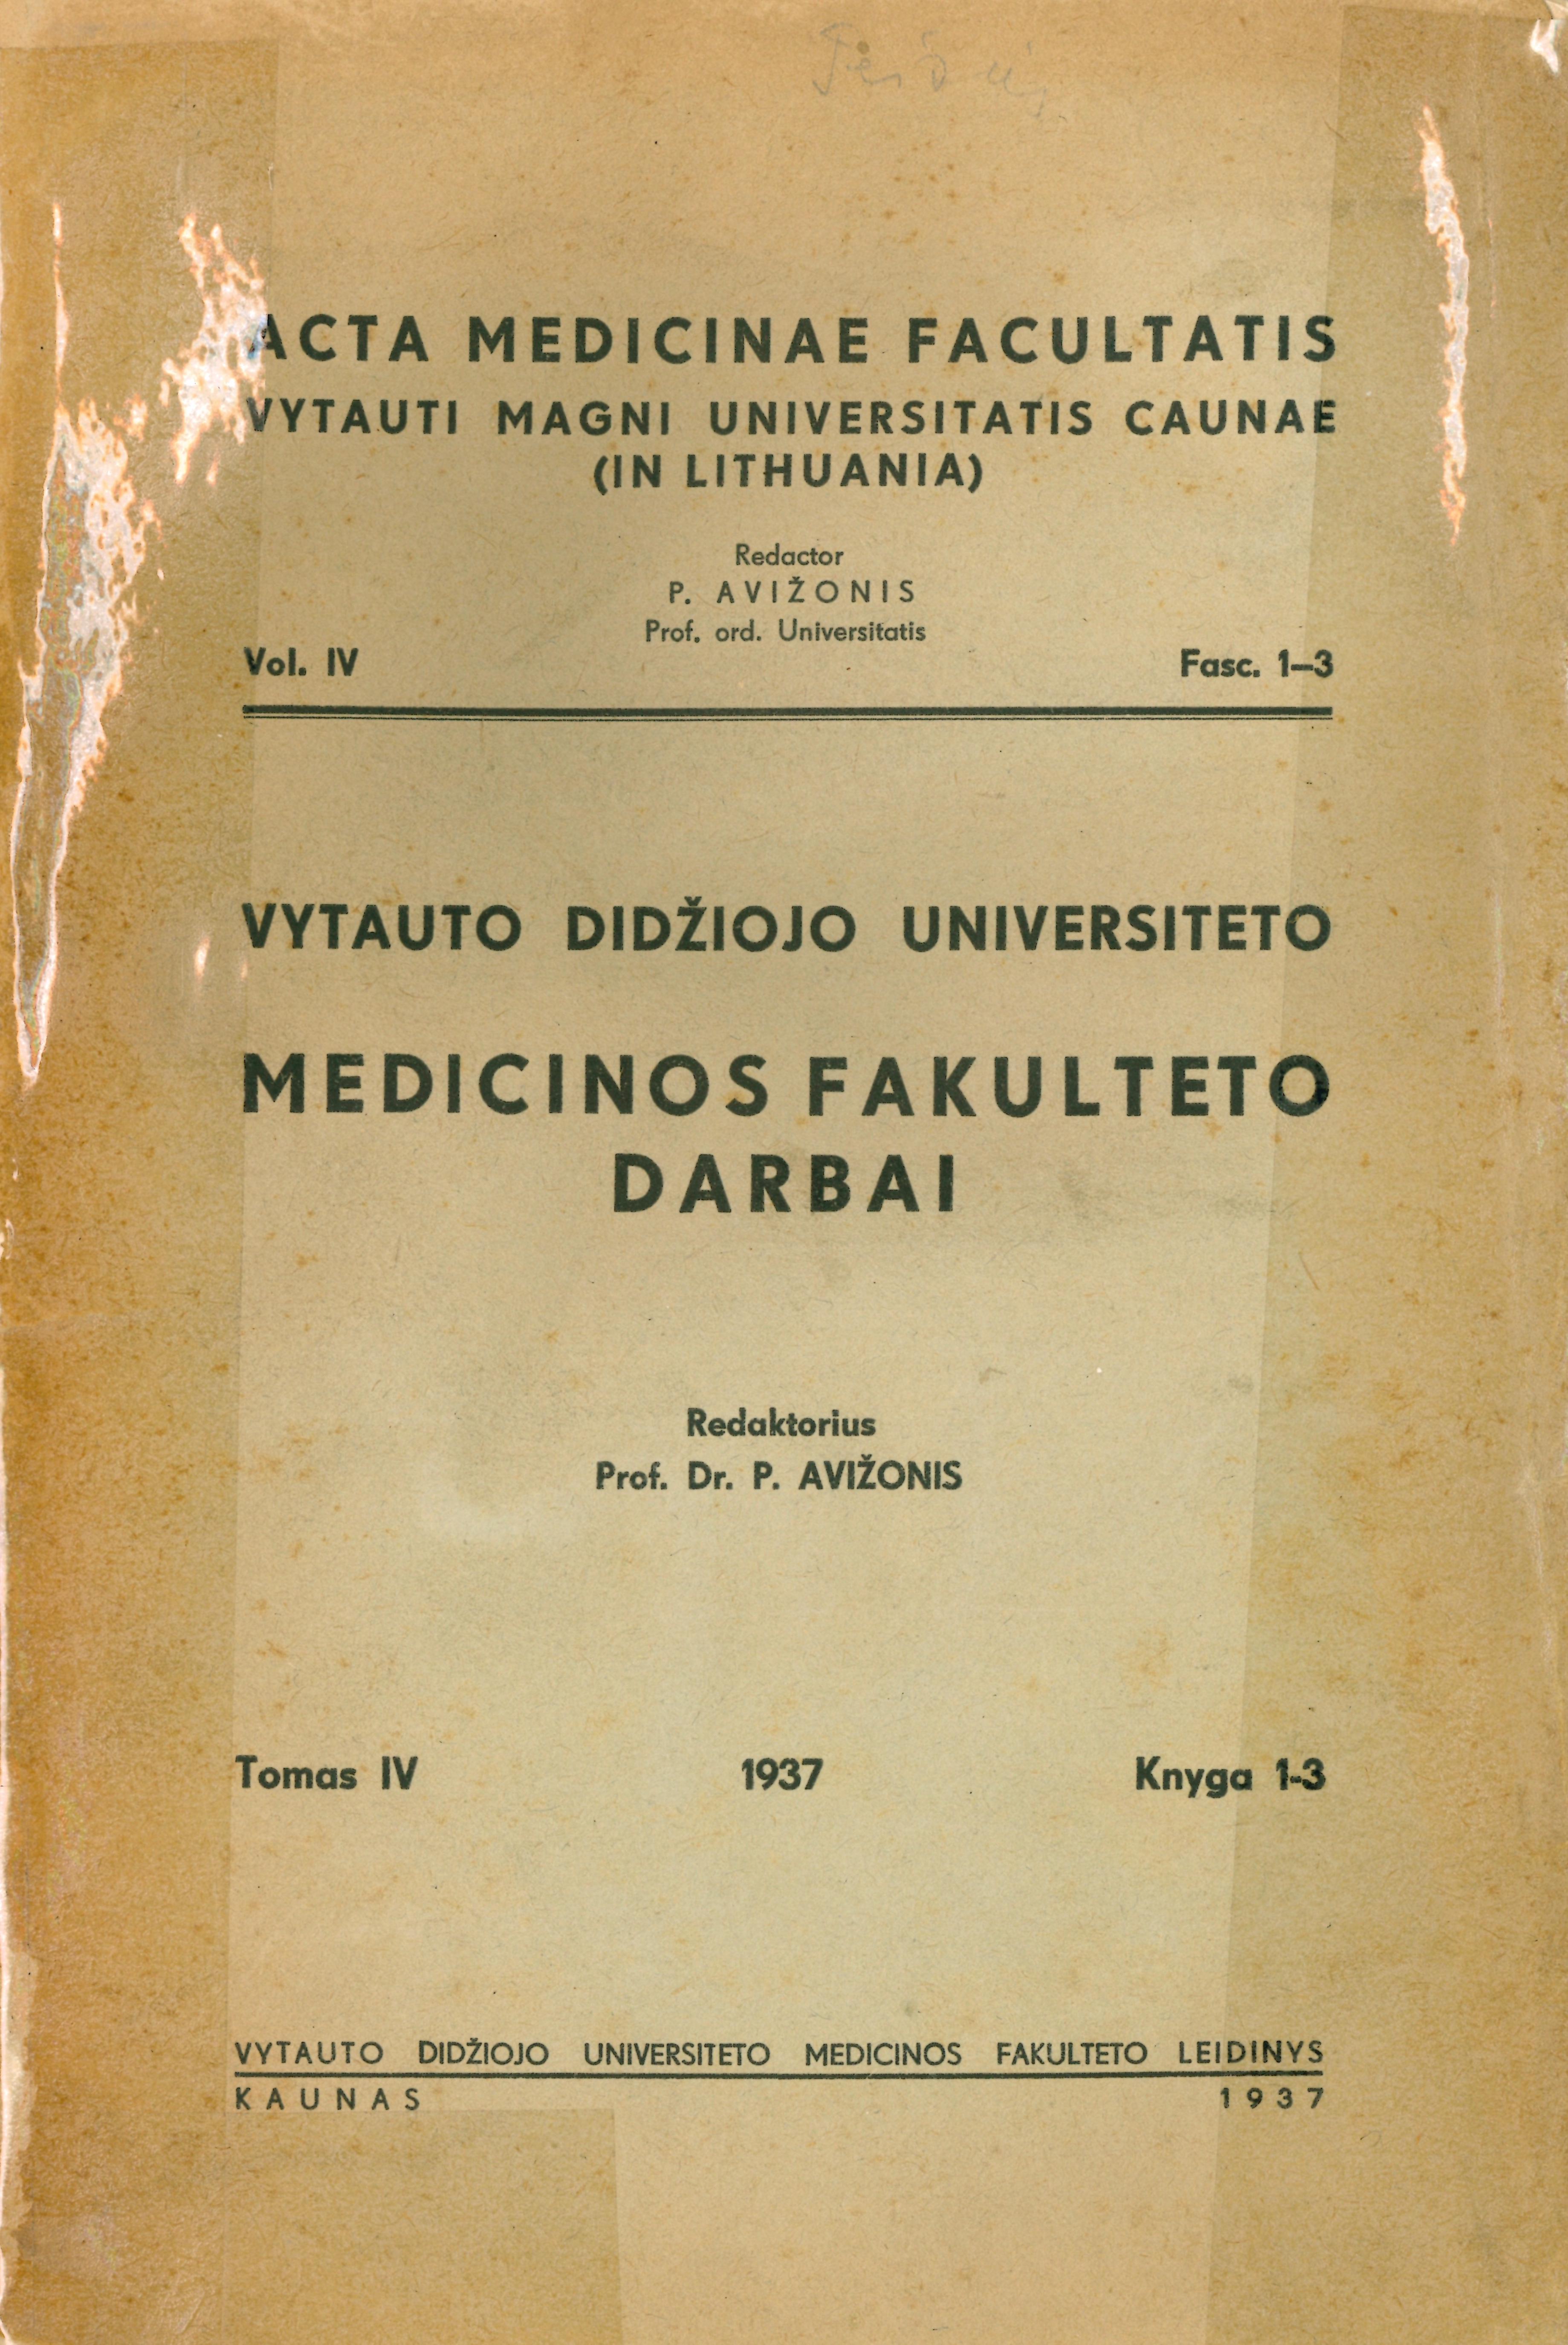 ACTA MEDICINAE FACULTATIS
VYTAUTI MAGNI UNIVERSITATIS CAUNAE
(IN LITHUANIA)
Redactor
P. AVIŽONIS
Prof. ord. Universitatis
Vol. IV Fasc. 1—3
VYTAUTO DIDŽIOJO UNIVERSITETO
MEDICINOS FAKULTETO
DARBAI
Redaktorius
Prof. Dr. P. AVIŽONIS
Tomas IV 1937 Knyga 1-3
VYTAUTO DIDŽIOJO UNIVERSITETO MEDICINOS FAKULTETO LEIDINYS
KAUNAS 1937